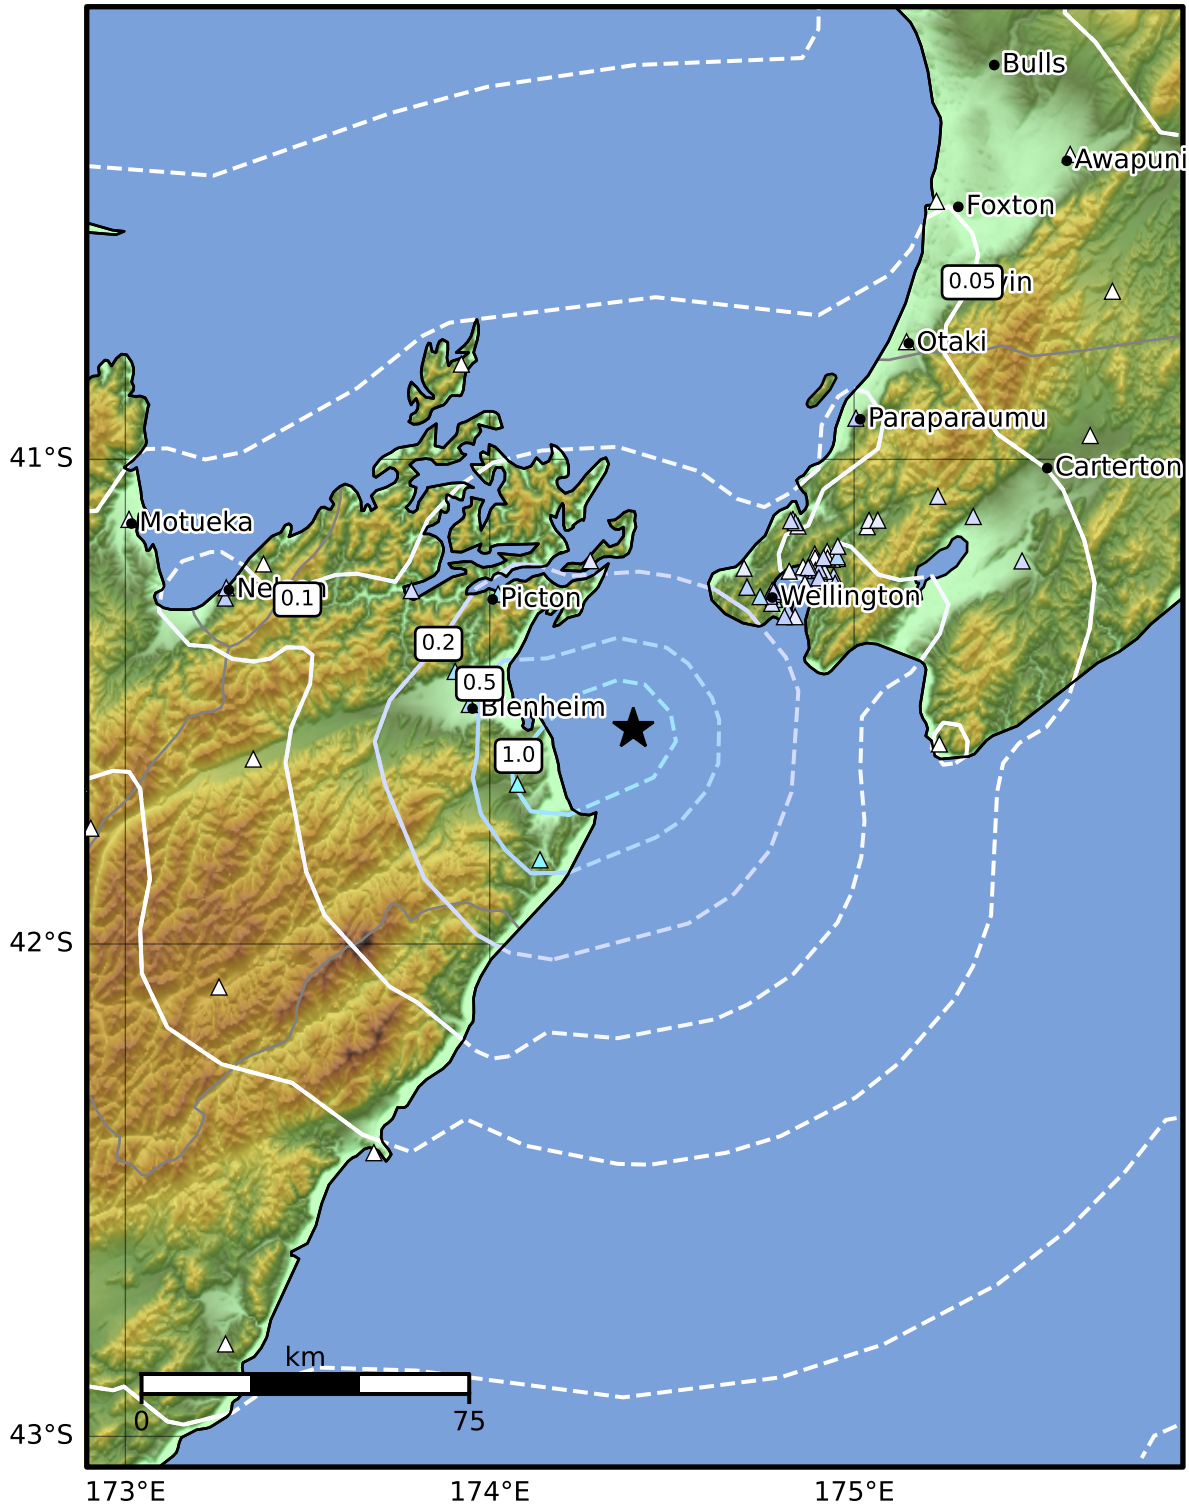 Bulls
Awapuni
Foxton
0.05
Otaki
Paraparaumu
41°S
Carterton
Motueka
0.1
Picton
Wellington
0.2
0.5
Blenheim
1.0
42°S
km
0
75
43°S
173°E
174°E
175°E